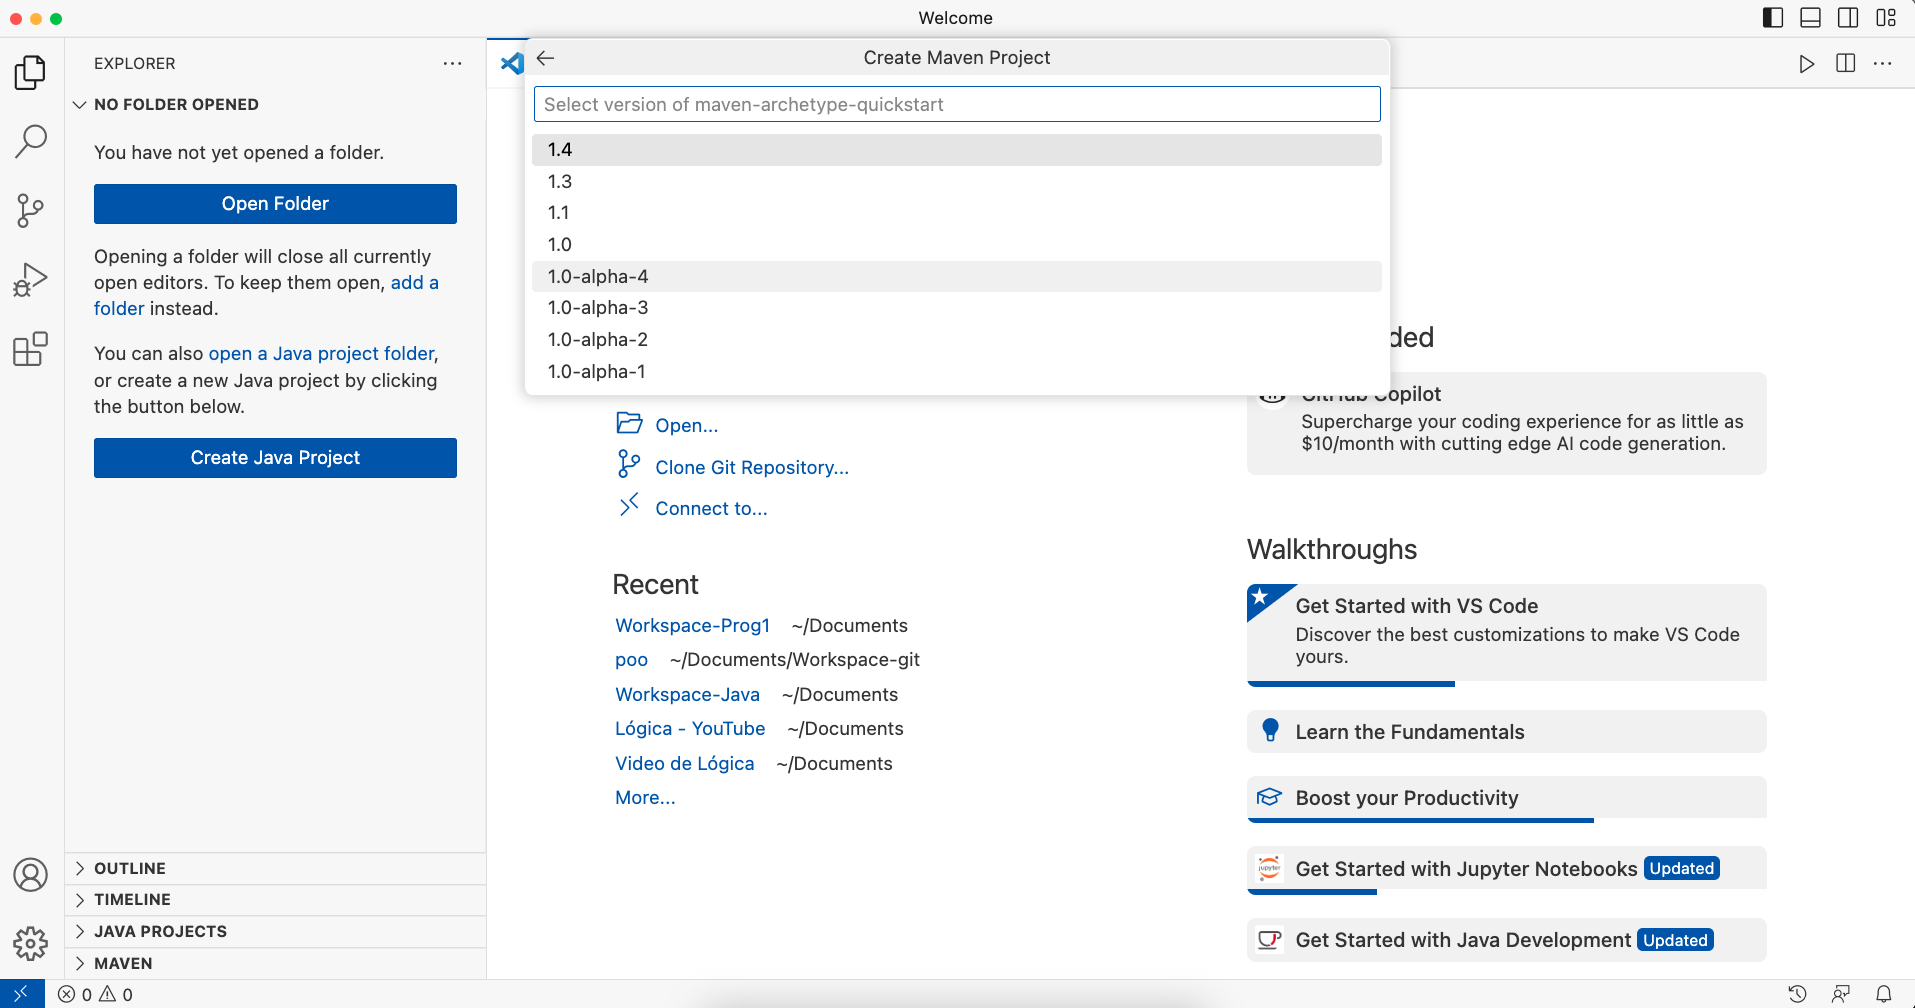 Welcome
EXPLORER
NO FOLDER OPENED
You have not yet opened a folder.
Open Folder
Opening a folder will close all currently
open editors. To keep them open, add a
folder instead.
You can also open a Java project folder,
or create a new Java project by clicking
the button below.
Create Java Project
OUTLINE
TIMELINE
JAVA PROJECTS
MAVEN
Create Maven Project
Select version of maven-archetype-quickstart
1.4
1.3
1.1
1.0
1.0-alpha-4
1.0-alpha-3
1.0-alpha-2
1.0-alpha-1
Open...
Clone Git Repository...
Connect to...
Recent
Workspace-Prog1 ~/Documents
poo ~/Documents/Workspace-git
Workspace-Java ~/Documents
Lógica - YouTube ~/Documents
Video de Lógica ~/Documents
More...
ded
GitHub Copilot
Supercharge your coding experience for as little as
$10/month with cutting edge AI code generation.
Walkthroughs
Get Started with VS Code
Discover the best customizations to make VS Code
yours.
Learn the Fundamentals
Boost your Productivity
jupyter
Get Started with Jupyter Notebooks Updated
Get Started with Java Development Updated
0 0